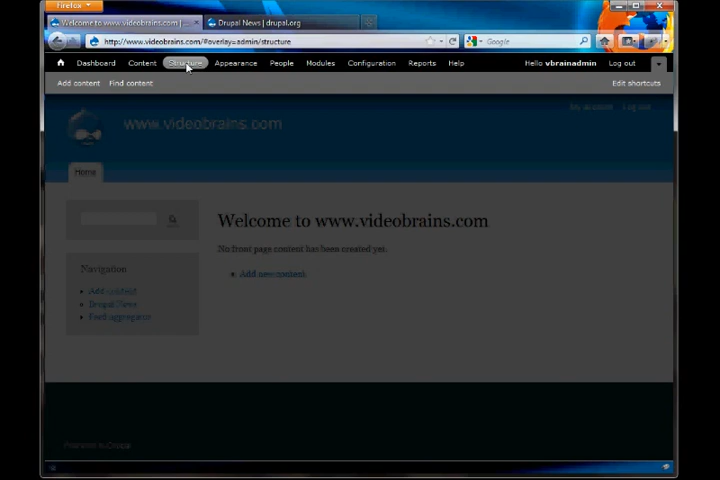 Firefox
Welcome to www.videobrains.com | ...
Drupal News | drupal.org
http://www.videobrains.com/#overlay=admin/structure
Google
Dashboard Content Structure Appearance People Modules Configuration Reports Help Hello vbrainadmin Log out
Add content Find content Edit shortcuts
My account Log out
www.videobrains.com
Home
Welcome to www.videobrains.com
No front page content has been created yet.
Add new content
Navigation
Add content
Drupal News
Feed aggregator
Powered by Drupal